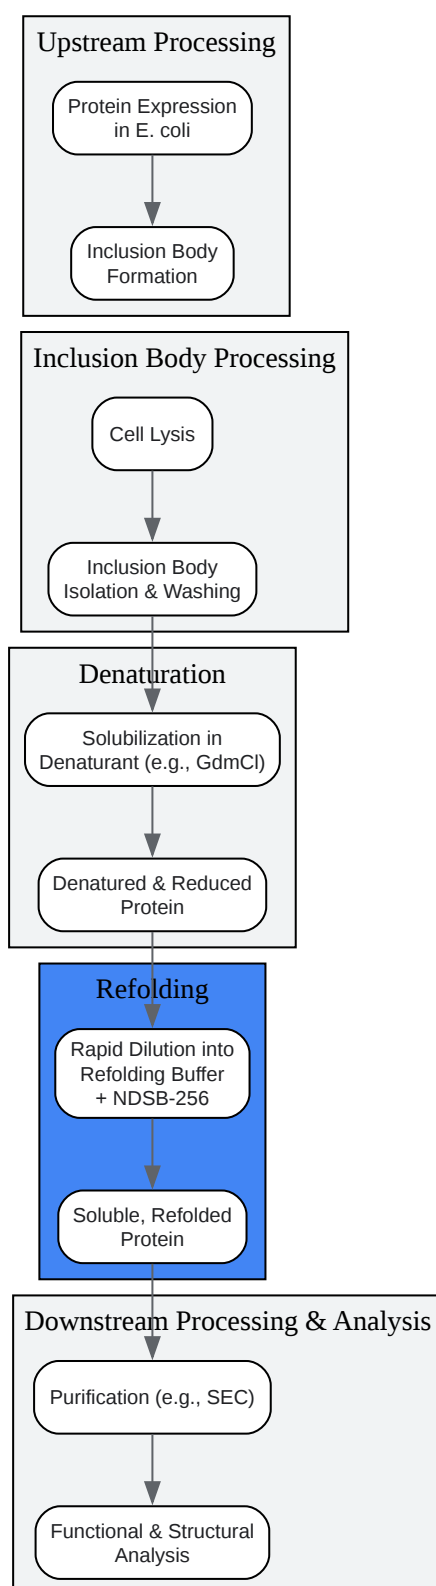 Upstream Processing
Protein Expression
in E. coli
Inclusion Body
Formation
Inclusion Body Processing
Cell Lysis
Inclusion Body
Isolation & Washing
Denaturation
Solubilization in
Denaturant (e.g., GdmCl)
Denatured & Reduced
Protein
Refolding
Rapid Dilution into
Refolding Buffer
+ NDSB-256
Soluble, Refolded
Protein
Downstream Processing & Analysis
Purification (e.g., SEC)
Functional & Structural
Analysis